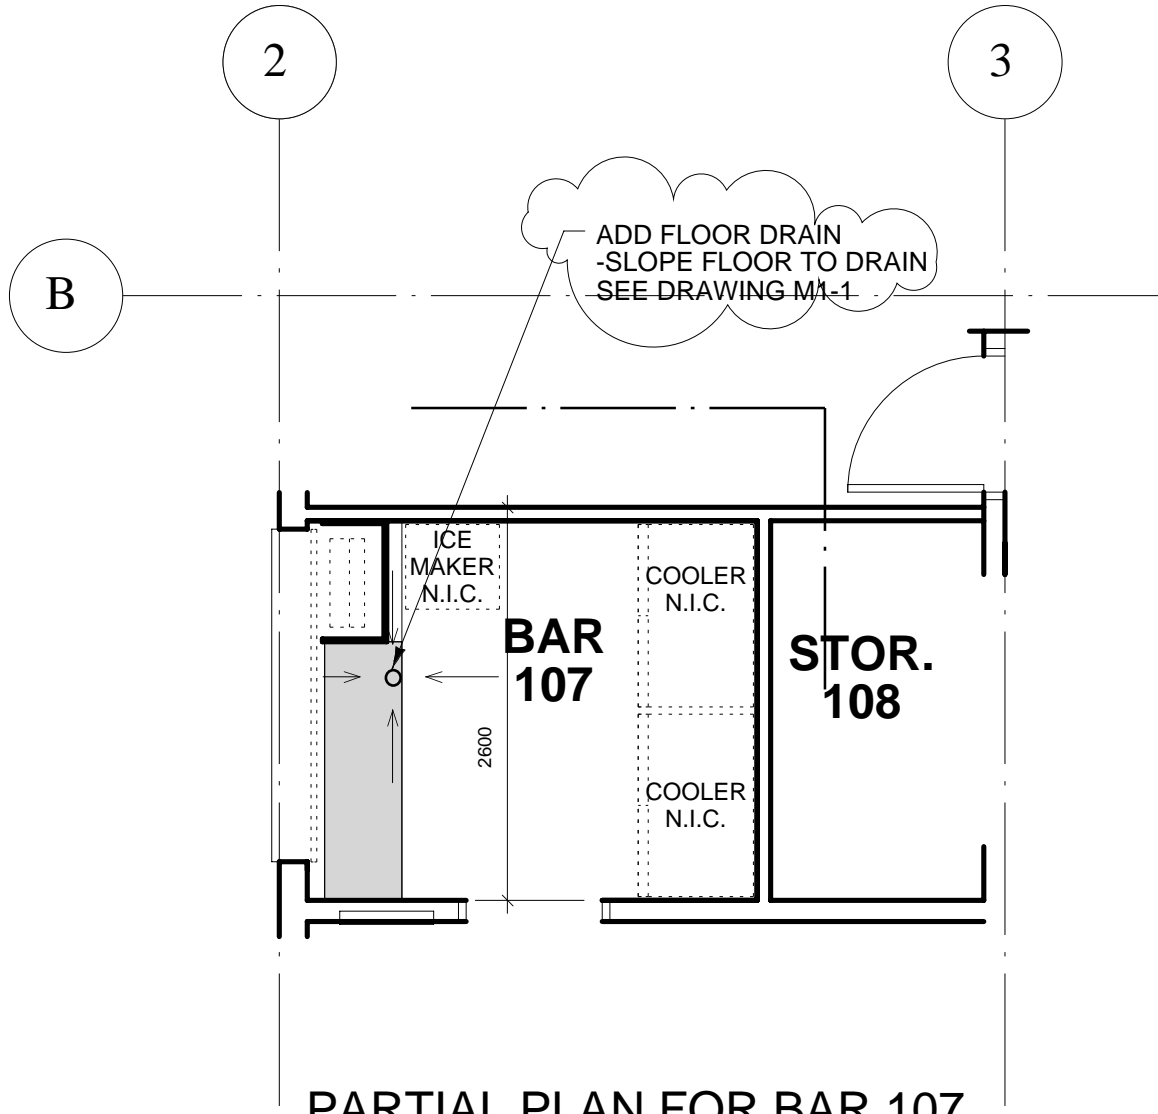 2
3
ADD FLOOR DRAIN
-SLOPE FLOOR TO DRAIN
SEE DRAWING M1-1
B
ICE
MAKER
N.I.C.
COOLER
N.I.C.
BAR
107
STOR.
108
2600
COOLER
N.I.C.
PARTIAL PLAN FOR BAR 107